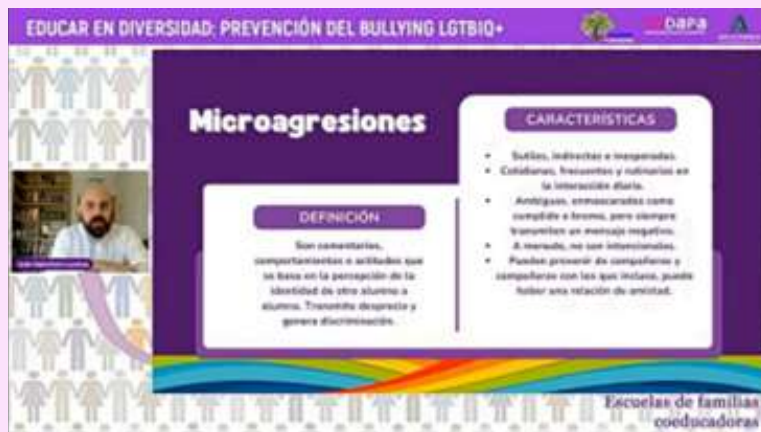 EDUCAR EN DIVERSIDAD: PREVENCIÓN DEL BULLYING LGTBIQ+
Microagresiones
CARACTERÍSTICAS
• Sutiles, indirectas e inesperadas.
• Cotidianas, frecuentes y rutinarias en
la interacción diaria.
• Ambiguas, enmascaradas como
cumplido o broma, pero siempre
transmiten un mensaje negativo.
• A menudo, no son intencionales.
• Pueden provenir de compañeros y
compañeras con los que incluso, puede
haber una relación de amistad.
DEFINICIÓN
Son comentarios,
comportamientos o actitudes que
se basa en la percepción de la
identidad de otro alumno o
alumna. Transmite desprecio y
genera discriminación.
Escuelas de familias
coeducadoras